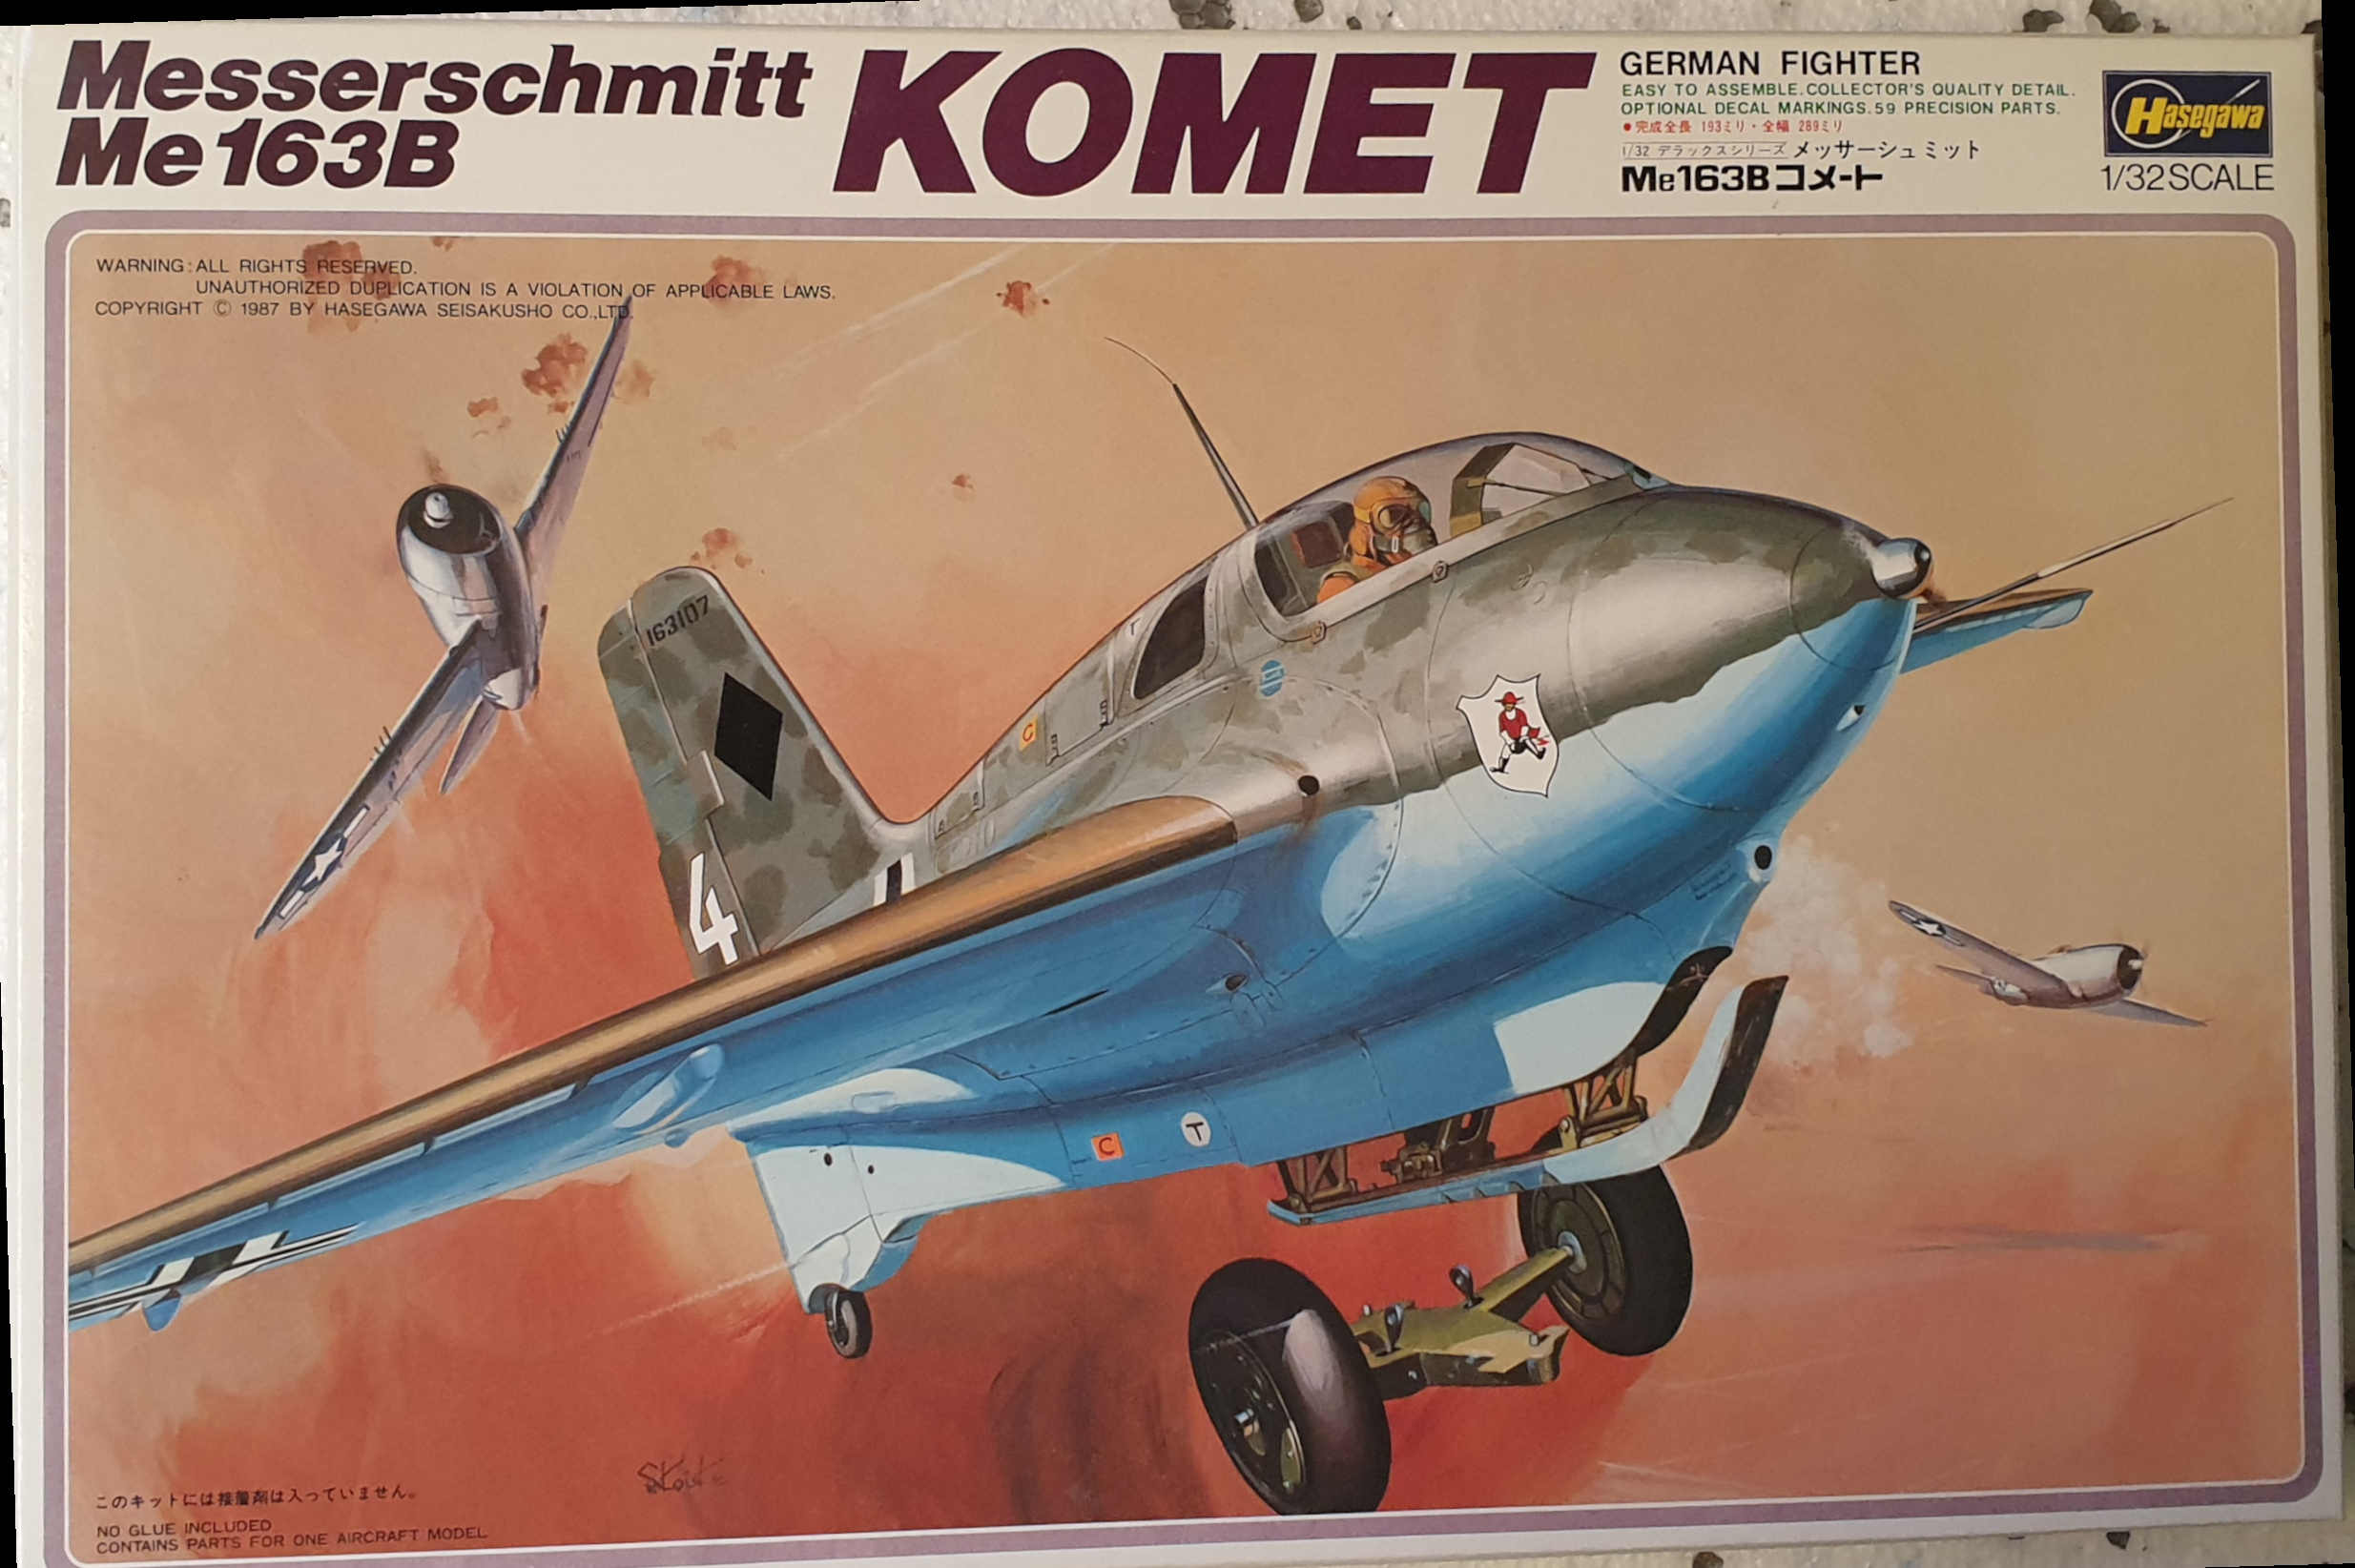 Messerschmitt
Me163B
KOMET
GERMAN FIGHTER
EASY TO ASSEMBLE. COLLECTOR'S QUALITY DETAIL.
OPTIONAL DECAL MARKINGS. 59 PRECISION PARTS.
●完成全長 193ミリ・全幅 289ミリ
1/32 デラックスシリーズ メッサーシュミット
Me163Bコメート
Hasegawa
1/32 SCALE
WARNING: ALL RIGHTS RESERVED.
UNAUTHORIZED DUPLICATION IS A VIOLATION OF APPLICABLE LAWS.
COPYRIGHT © 1987 BY HASEGAWA SEISAKUSHO CO.,LTD.
163107
C
4
C
T
このキットには接着剤は入っていません。
NO GLUE INCLUDED
CONTAINS PARTS FOR ONE AIRCRAFT MODEL